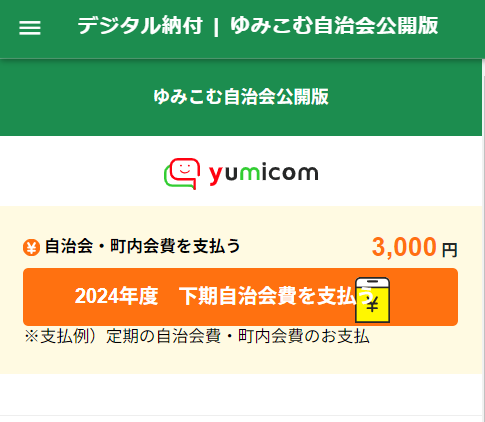 デジタル納付 | ゆみこむ自治会公開版
ゆみこむ自治会公開版
yumicom
¥ 自治会・町内会費を支払う 3,000 円
2024年度　下期自治会費を支払う ¥
※支払例）定期の自治会費・町内会費のお支払